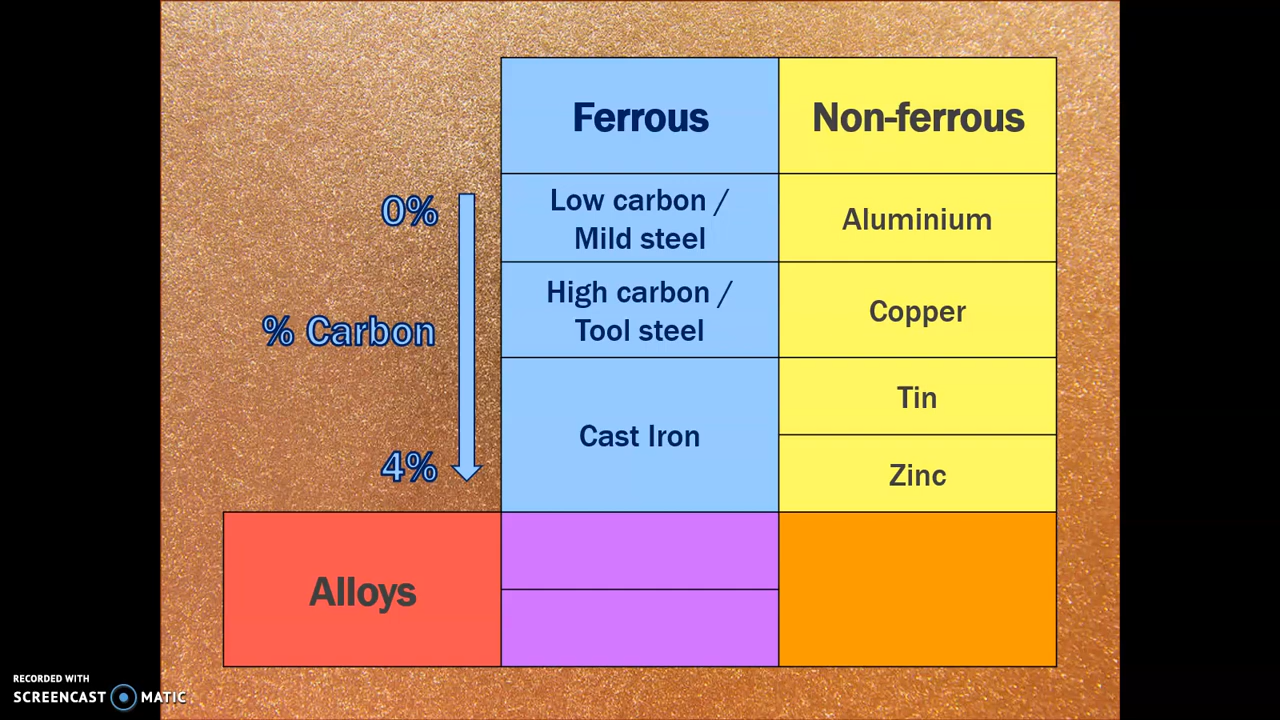 Ferrous
Non-ferrous
0%
Low carbon /
Mild steel
Aluminium
% Carbon
High carbon /
Tool steel
Copper
Cast Iron
Tin
4%
Zinc
Alloys
RECORDED WITH
SCREENCAST MATIC